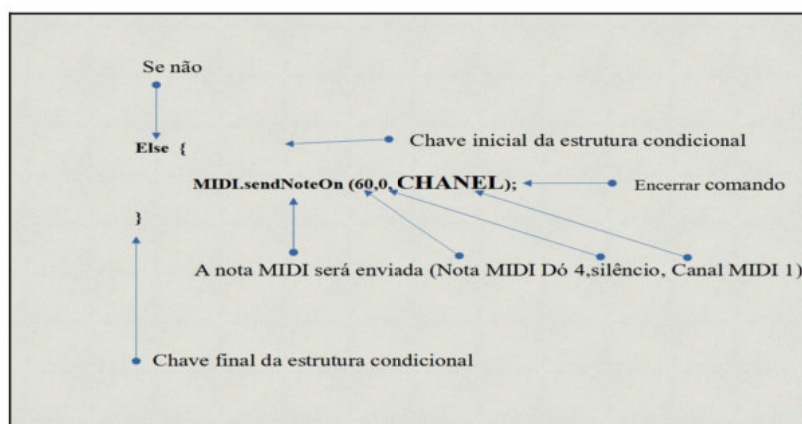 Se não
Chave inicial da estrutura condicional
Else {
MIDI.sendNoteOn (60,0, CHANEL); Encerrar comando
}
A nota MIDI será enviada (Nota MIDI Dó 4,silêncio, Canal MIDI 1)
Chave final da estrutura condicional